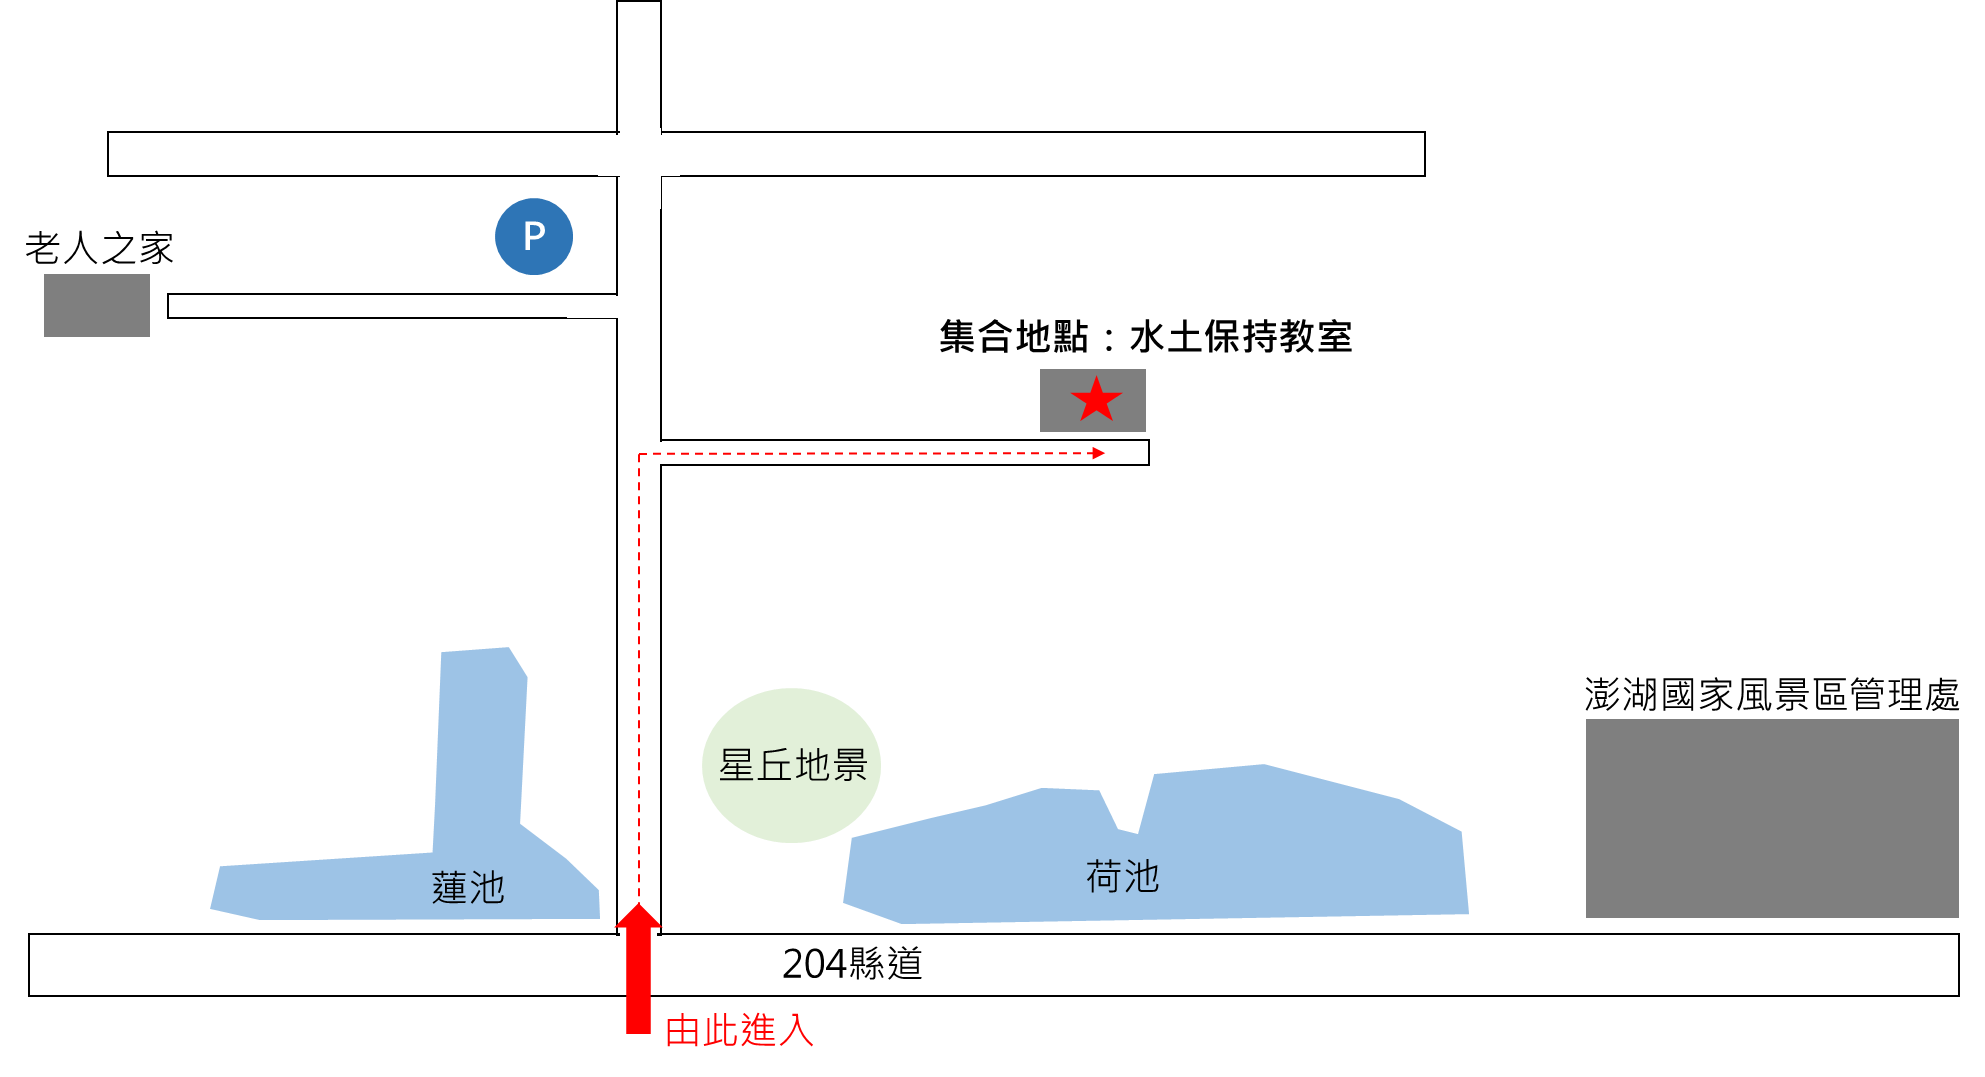 P
老人之家
集合地點：水土保持教室
澎湖國家風景區管理處
星丘地景
荷池
蓮池
204縣道
由此進入